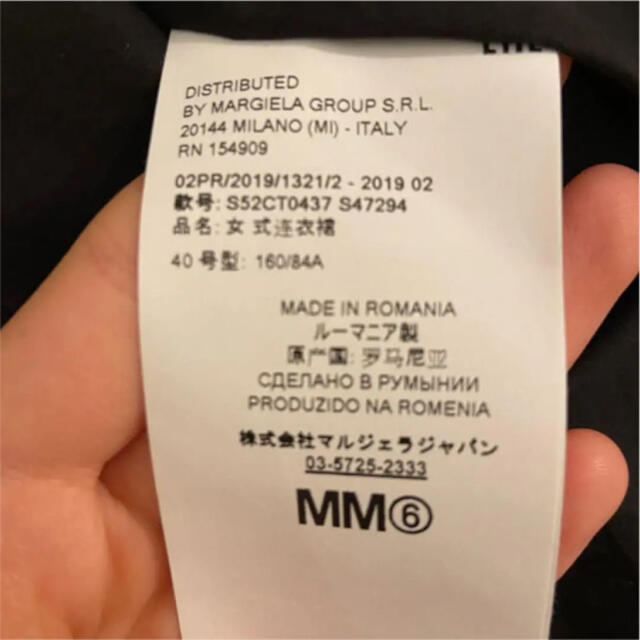 DISTRIBUTED
BY MARGIELA GROUP S.R.L.
20144 MILANO (MI) - ITALY
RN 154909
02PR/2019/1321/2 - 2019 02
款号: S52CT0437 S47294
品名: 女 式连衣裙
40 号型: 160/84A
MADE IN ROMANIA
ルーマニア製
原产国: 罗马尼亚
СДЕЛАНО В РУМЫНИИ
PRODUZIDO NA ROMENIA
株式会社マルジェラジャパン
03-5725-2333
MM⑥